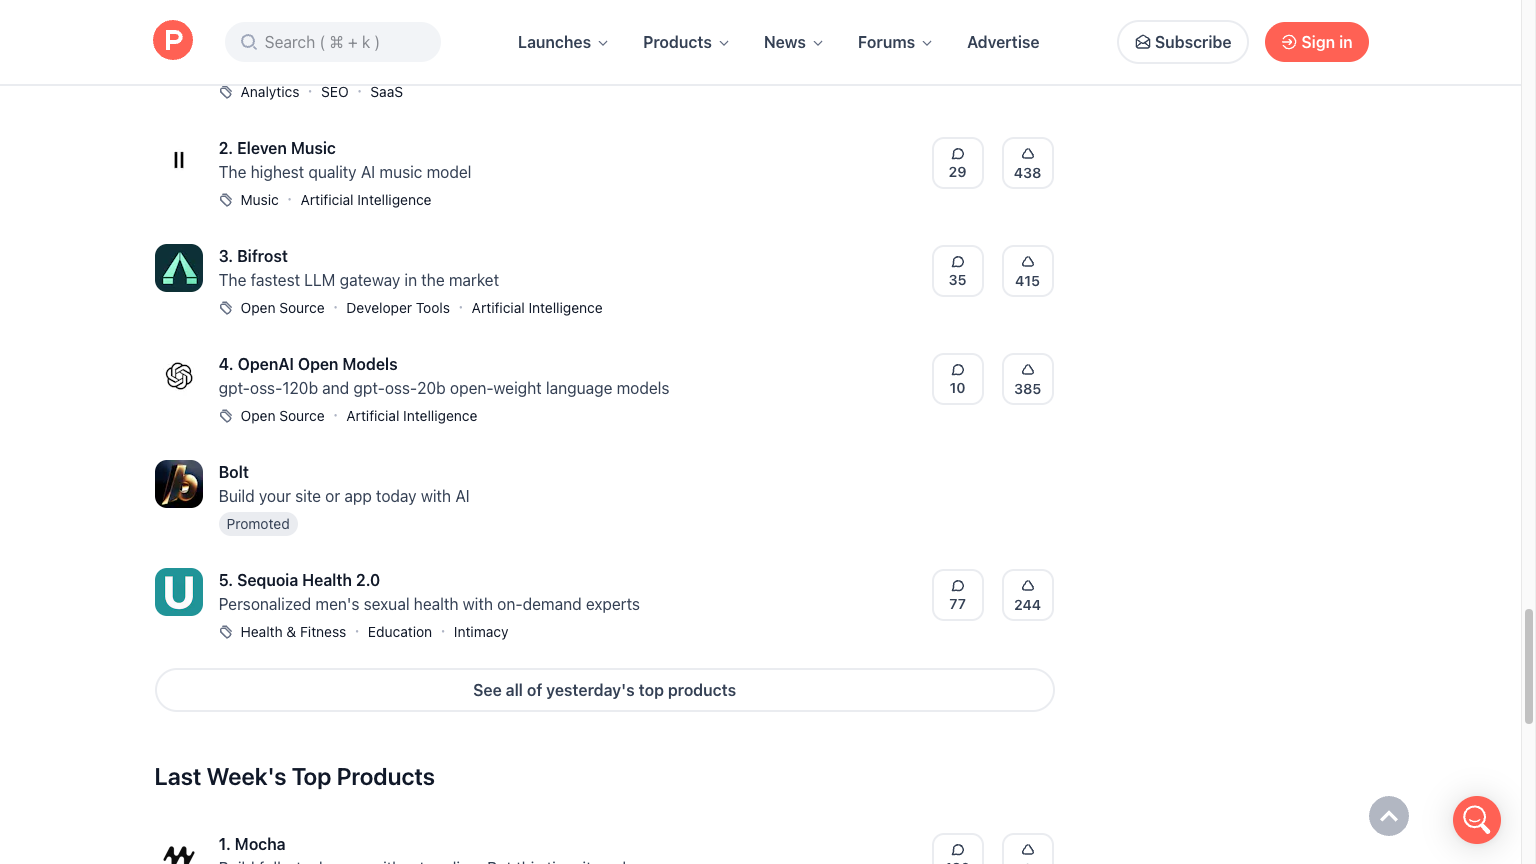 P
Search ( ⌘ + k )
Launches
Products
News
Forums
Advertise
Subscribe
Sign in
Analytics · SEO · SaaS
2. Eleven Music
The highest quality AI music model
Music · Artificial Intelligence
29
438
3. Bifrost
The fastest LLM gateway in the market
Open Source · Developer Tools · Artificial Intelligence
35
415
4. OpenAI Open Models
gpt-oss-120b and gpt-oss-20b open-weight language models
Open Source · Artificial Intelligence
10
385
b
Bolt
Build your site or app today with AI
Promoted
U
5. Sequoia Health 2.0
Personalized men's sexual health with on-demand experts
Health & Fitness · Education · Intimacy
77
244
See all of yesterday's top products
Last Week's Top Products
1. Mocha